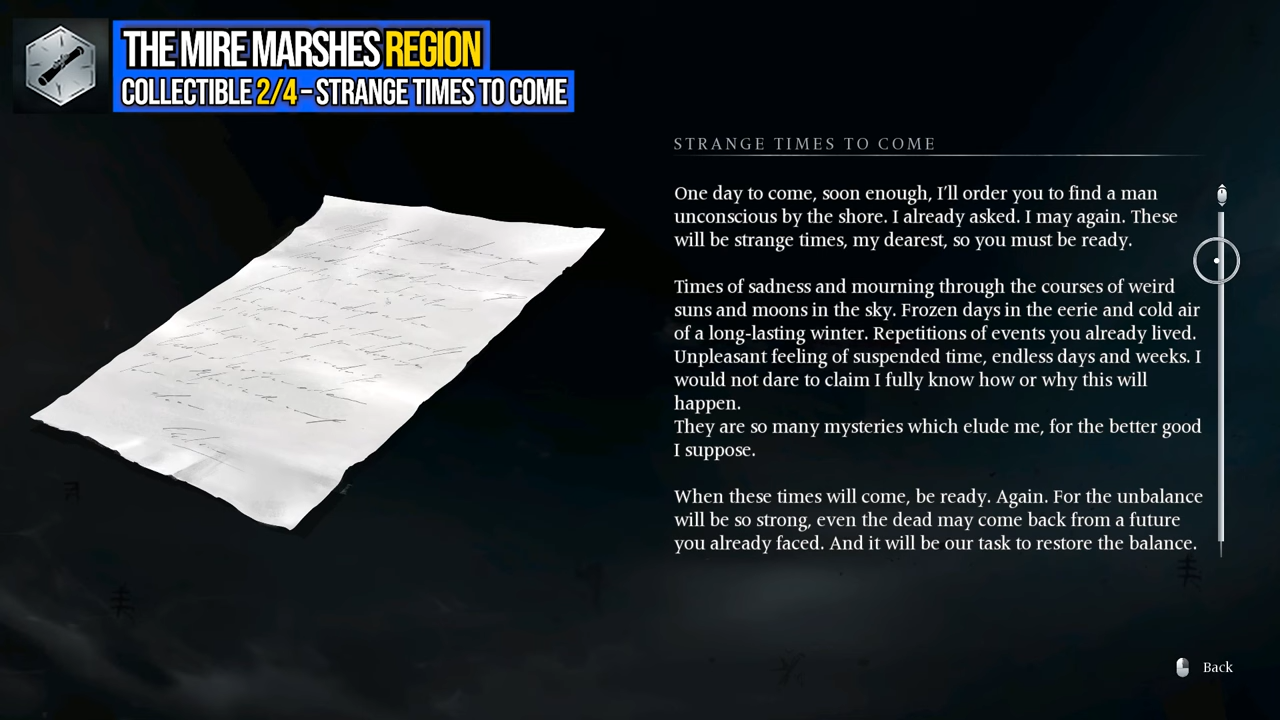 THE MIRE MARSHES REGION
COLLECTIBLE 2/4 – STRANGE TIMES TO COME
STRANGE TIMES TO COME
One day to come, soon enough, I'll order you to find a man
unconscious by the shore. I already asked. I may again. These
will be strange times, my dearest, so you must be ready.
Times of sadness and mourning through the courses of weird
suns and moons in the sky. Frozen days in the eerie and cold air
of a long-lasting winter. Repetitions of events you already lived.
Unpleasant feeling of suspended time, endless days and weeks. I
would not dare to claim I fully know how or why this will
happen.
They are so many mysteries which elude me, for the better good
I suppose.
When these times will come, be ready. Again. For the unbalance
will be so strong, even the dead may come back from a future
you already faced. And it will be our task to restore the balance.
Back